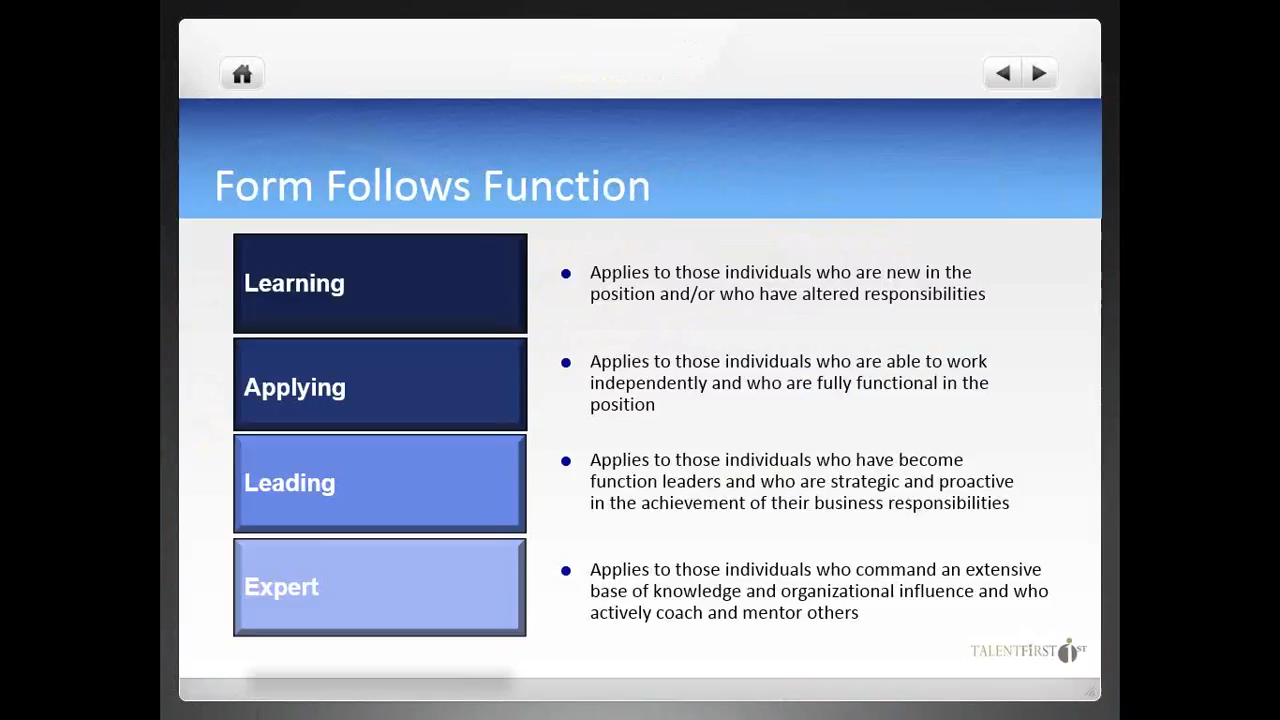 Form Follows Function
Learning
Applies to those individuals who are new in the
position and/or who have altered responsibilities
Applying
Applies to those individuals who are able to work
independently and who are fully functional in the
position
Leading
Applies to those individuals who have become
function leaders and who are strategic and proactive
in the achievement of their business responsibilities
Expert
Applies to those individuals who command an extensive
base of knowledge and organizational influence and who
actively coach and mentor others
TALENTFiRST 1ST